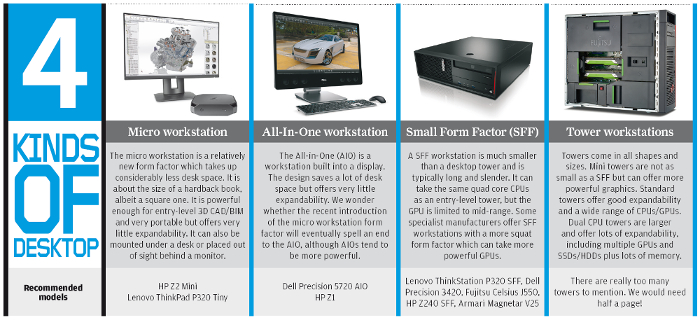 4
KINDS
OF
DESKTOP
Micro workstation
The micro workstation is a relatively
new form factor which takes up
considerably less desk space. It is
about the size of a hardback book,
albeit a square one. It is powerful
enough for entry-level 3D CAD/BIM
and very portable but offers very
little expandability. It can also be
mounted under a desk or placed out
of sight behind a monitor.
All-In-One workstation
The All-in-One (AIO) is a
workstation built into a display.
The design saves a lot of desk
space but offers very little
expandability. We wonder
whether the recent introduction
of the micro workstation form
factor will eventually spell an end
to the AIO, although AIOs tend to
be more powerful.
Small Form Factor (SFF)
A SFF workstation is much smaller
than a desktop tower and is
typically long and slender. It can
take the same quad core CPUs
as an entry-level tower, but the
GPU is limited to mid-range. Some
specialist manufacturers offer SFF
workstations with a more squat
form factor which can take more
powerful GPUs.
Tower workstations
Towers come in all shapes and
sizes. Mini towers are not as
small as a SFF but can offer more
powerful graphics. Standard
towers offer good expandability
and a wide range of CPUs/GPUs.
Dual CPU towers are larger
and offer lots of expandability,
including multiple GPUs and
SSDs/HDDs plus lots of memory.
Recommended
models
HP Z2 Mini
Lenovo ThinkPad P320 Tiny
Dell Precision 5720 AIO
HP Z1
Lenovo ThinkStation P320 SFF, Dell
Precision 3420, Fujitsu Celsius J550,
HP Z240 SFF, Armari Magnetar V25
There are really too many
towers to mention. We would need
half a page!